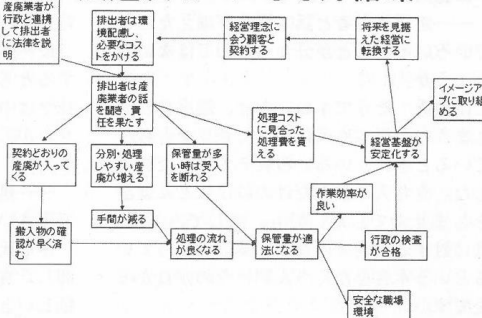 産廃業者が
行政と連携
して排出者
に法律を説
明
排出者は環
境配慮し、
必要なコス
トをかける
経営理念に
会う顧客と
契約する
将来を見据
えた経営に
転換する
排出者は産
廃業者の話
を聞き、責
任を果たす
イメージア
プに取り組
める
処理コスト
に見合った
処理費を貰
える
経営基盤が
安定化する
契約どおりの
産廃が入って
くる
分別・処理
しやすい産
廃が増える
保管量が多
い時は受入
を断れる
作業効率が
良い
手間が減る
搬入物の確
認が早く済
む
処理の流れ
が良くなる
保管量が適
法になる
行政の検査
が合格
安全な職場
環境